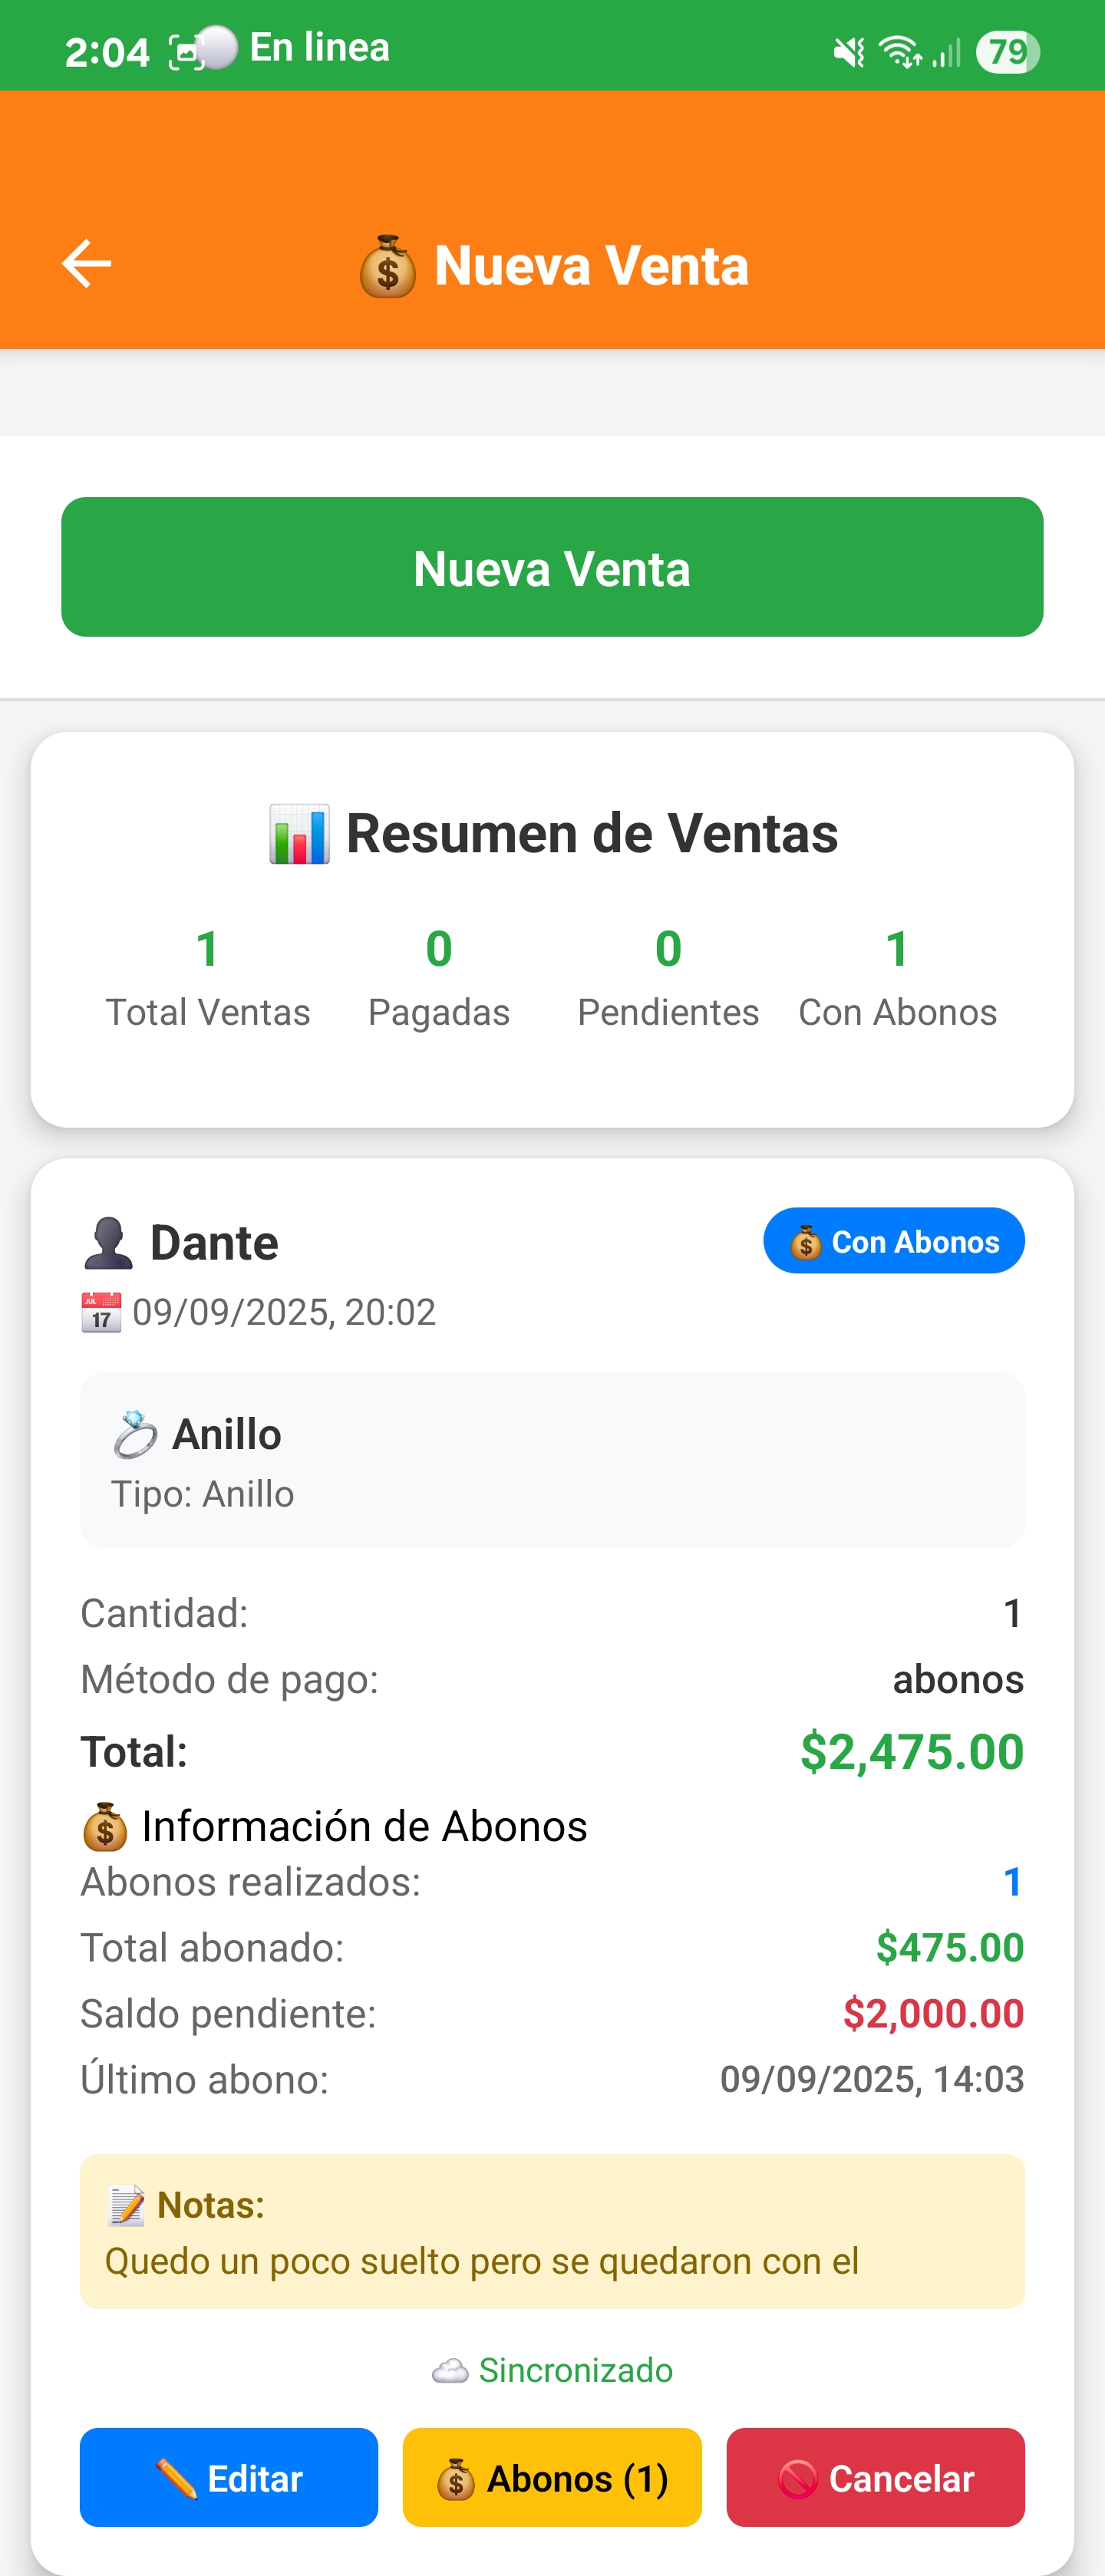 2:04 En linea 79
Nueva Venta
Nueva Venta
Resumen de Ventas
1 0 0 1
Total Ventas Pagadas Pendientes Con Abonos
Dante Con Abonos
09/09/2025, 20:02
Anillo
Tipo: Anillo
Cantidad: 1
Método de pago: abonos
Total: $2,475.00
Información de Abonos
Abonos realizados: 1
Total abonado: $475.00
Saldo pendiente: $2,000.00
Último abono: 09/09/2025, 14:03
Notas:
Quedo un poco suelto pero se quedaron con el
Sincronizado
Editar Abonos (1) Cancelar